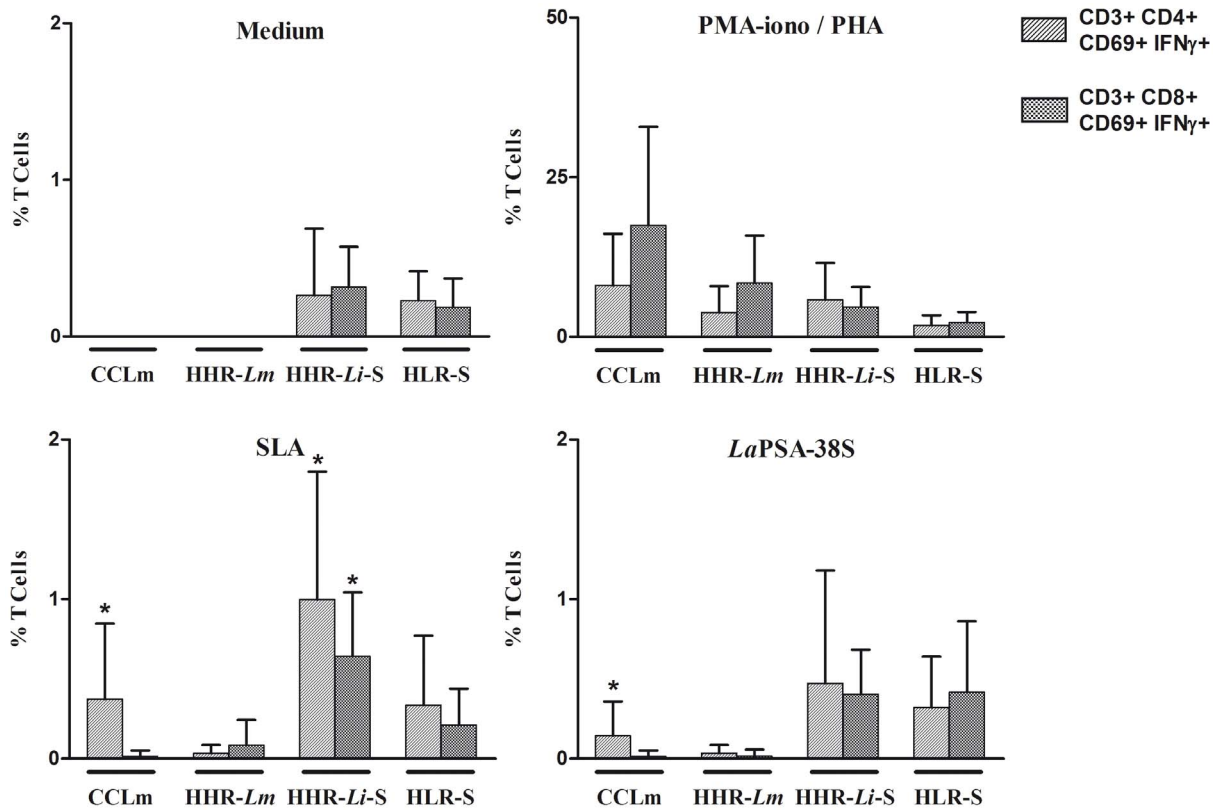 Medium
% T Cells
2
1
0
CCLm HHR-Lm HHR-Li-S HLR-S
PMA-iono / PHA
% T Cells
50
25
0
CCLm HHR-Lm HHR-Li-S HLR-S
CD3+ CD4+
CD69+ IFNγ+
CD3+ CD8+
CD69+ IFNγ+
SLA
% T Cells
2
1
0
*
*
*
CCLm HHR-Lm HHR-Li-S HLR-S
LaPSA-38S
% T Cells
2
1
0
*
CCLm HHR-Lm HHR-Li-S HLR-S